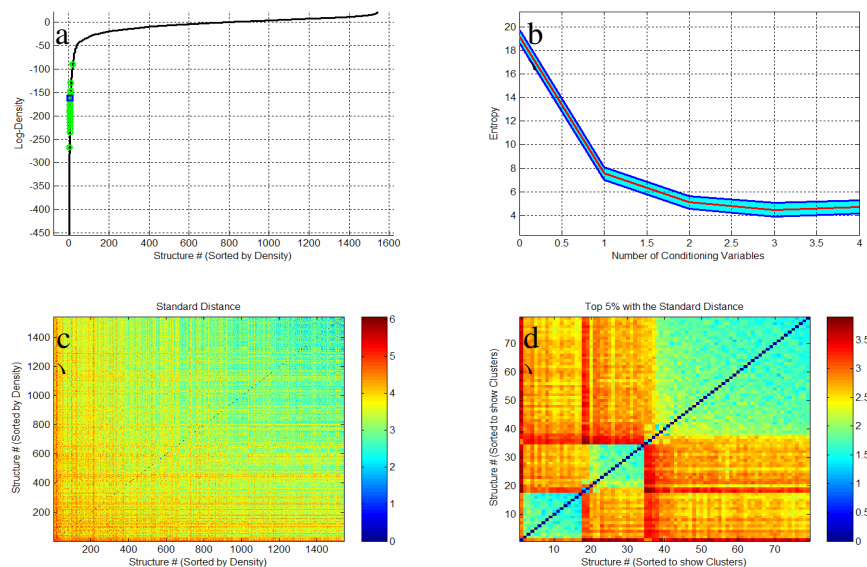 a
0
-50
-100
-150
-200
-250
-300
-350
-400
-450
Log-Density
0 200 400 600 800 1000 1200 1400 1600
Structure # (Sorted by Density)
b
20
18
16
14
12
10
8
6
4
Entropy
0 0.5 1 1.5 2 2.5 3 3.5 4
Number of Conditioning Variables
Standard Distance
c
)
1400
1200
1000
800
600
400
200
Structure # (Sorted by Density)
200 400 600 800 1000 1200 1400
Structure # (Sorted by Density)
6
5
4
3
2
1
0
Top 5% with the Standard Distance
d
)
70
60
50
40
30
20
10
Structure # (Sorted to show Clusters)
10 20 30 40 50 60 70
Structure # (Sorted to show Clusters)
3.5
3
2.5
2
1.5
1
0.5
0